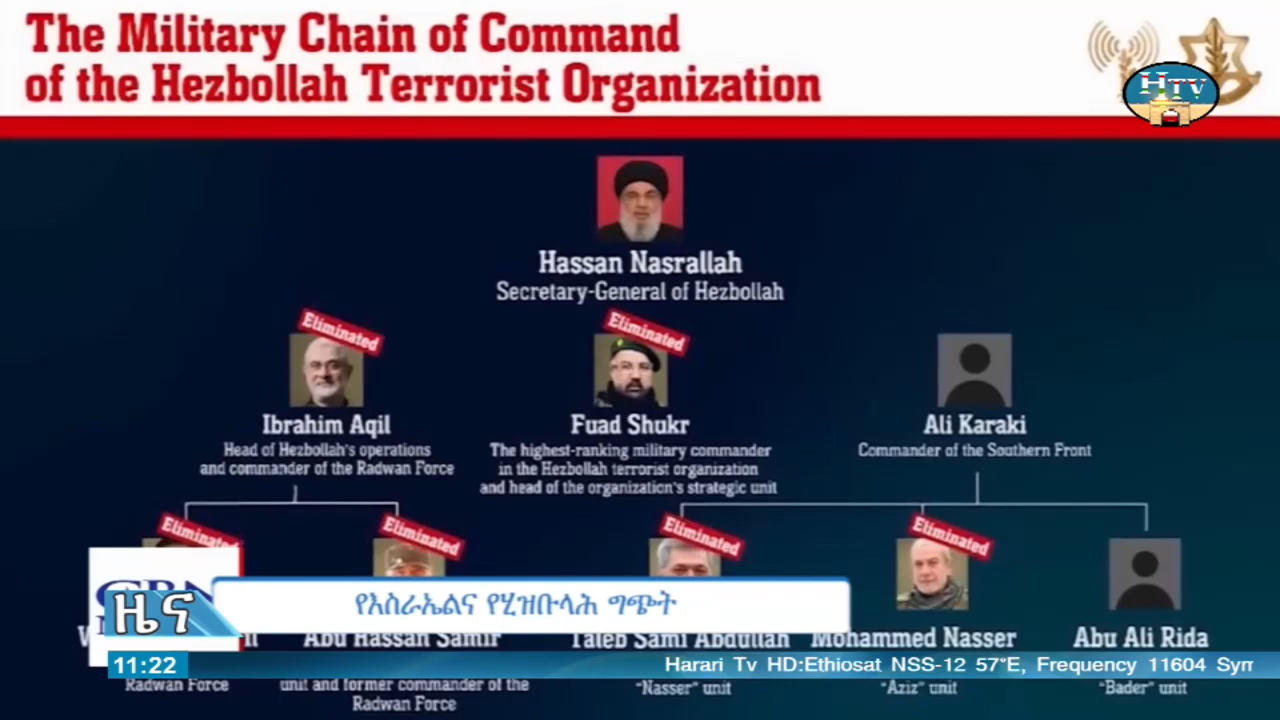 The Military Chain of Command
of the Hezbollah Terrorist Organization
HTV
Hassan Nasrallah
Secretary-General of Hezbollah
Eliminated
Eliminated
Ibrahim Aqil
Fuad Shukr
Ali Karaki
Head of Hezbollah's operations
and commander of the Radwan Force
The highest-ranking military commander
in the Hezbollah terrorist organization
and head of the organization's strategic unit
Commander of the Southern Front
Eliminated
Eliminated
Eliminated
Eliminated
ዜና
የእስራኤልና የሂዝቡላሕ ግጭት
Abu Hassan Samir
Taleb Sami Abdullah
Mohammed Nasser
Abu Ali Rida
11:22
Harari Tv HD:Ethiosat NSS-12 57°E, Frequency 11604 Sym
Radwan Force
unit and former commander of the
Radwan Force
"Nasser" unit
"Aziz" unit
"Bader" unit